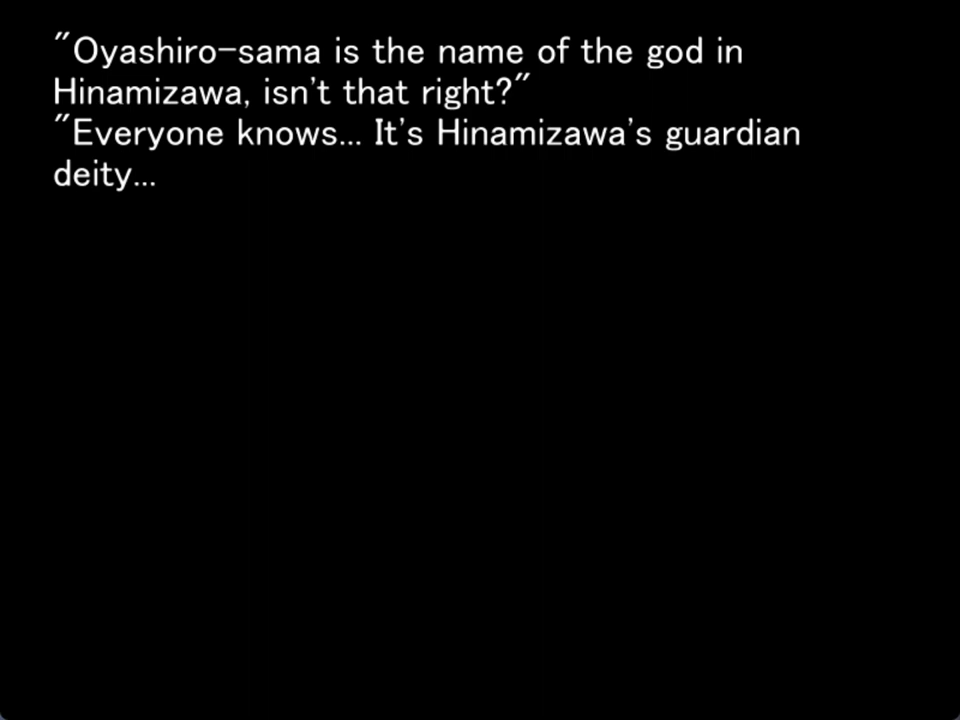 "Oyashiro-sama is the name of the god in
Hinamizawa, isn't that right?"
"Everyone knows... It's Hinamizawa's guardian
deity...